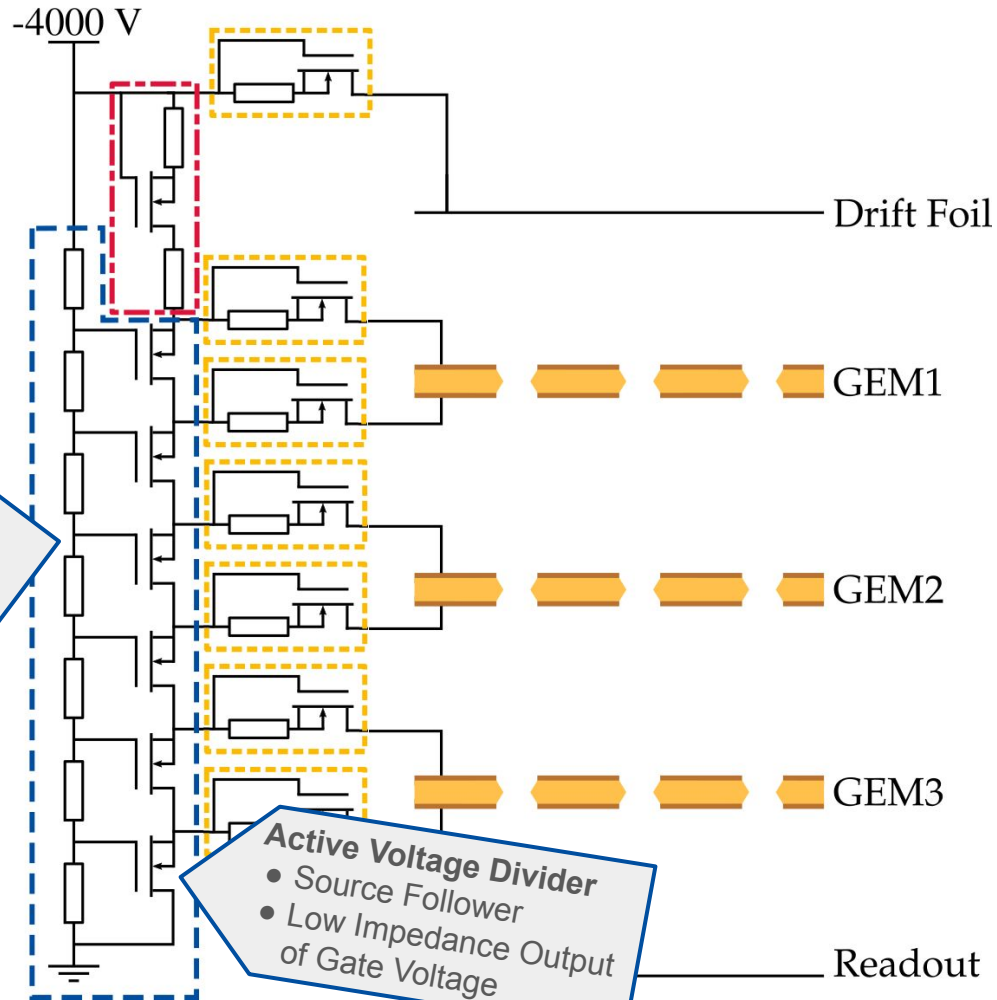 -4000 V
Drift Foil
GEM1
GEM2
GEM3
Active Voltage Divider
● Source Follower
● Low Impedance Output
of Gate Voltage
Readout